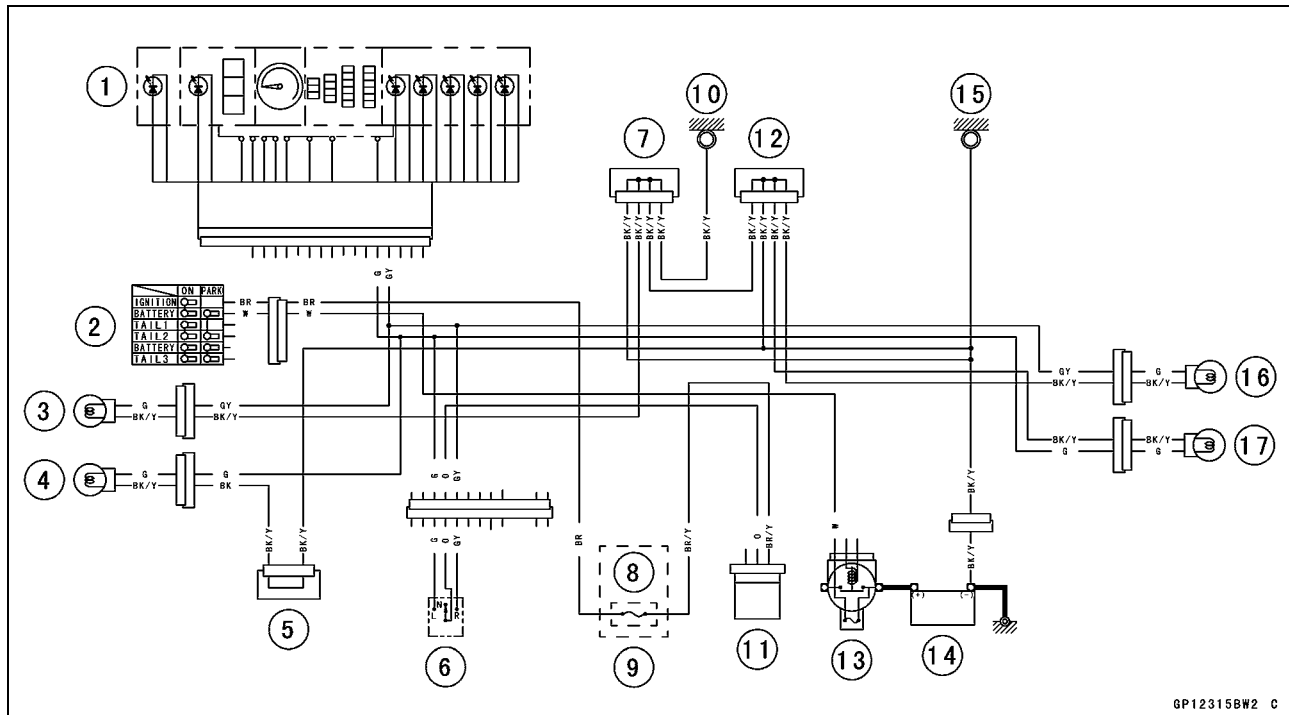 1
10
15
7
12
BK/Y BK/Y BK/Y BK/Y
BK/Y
BK/Y BK/Y BK/Y BK/Y
G GY
ON PARK
IGNITION
BATTERY
TAIL1
TAIL2
BATTERY
TAIL3
2
BR BR
W W
3
G GY
BK/Y BK/Y
GY G
BK/Y BK/Y
16
4
G G
BK/Y BK
BK/Y BK/Y
G G
17
G O GY
BK/Y BK/Y
BK/Y
G O GY
BR
BR/Y
O BR/Y
W
BK/Y
8
L N R
(+) (-)
5
6
9
11
13
14
GP12315BW2 C